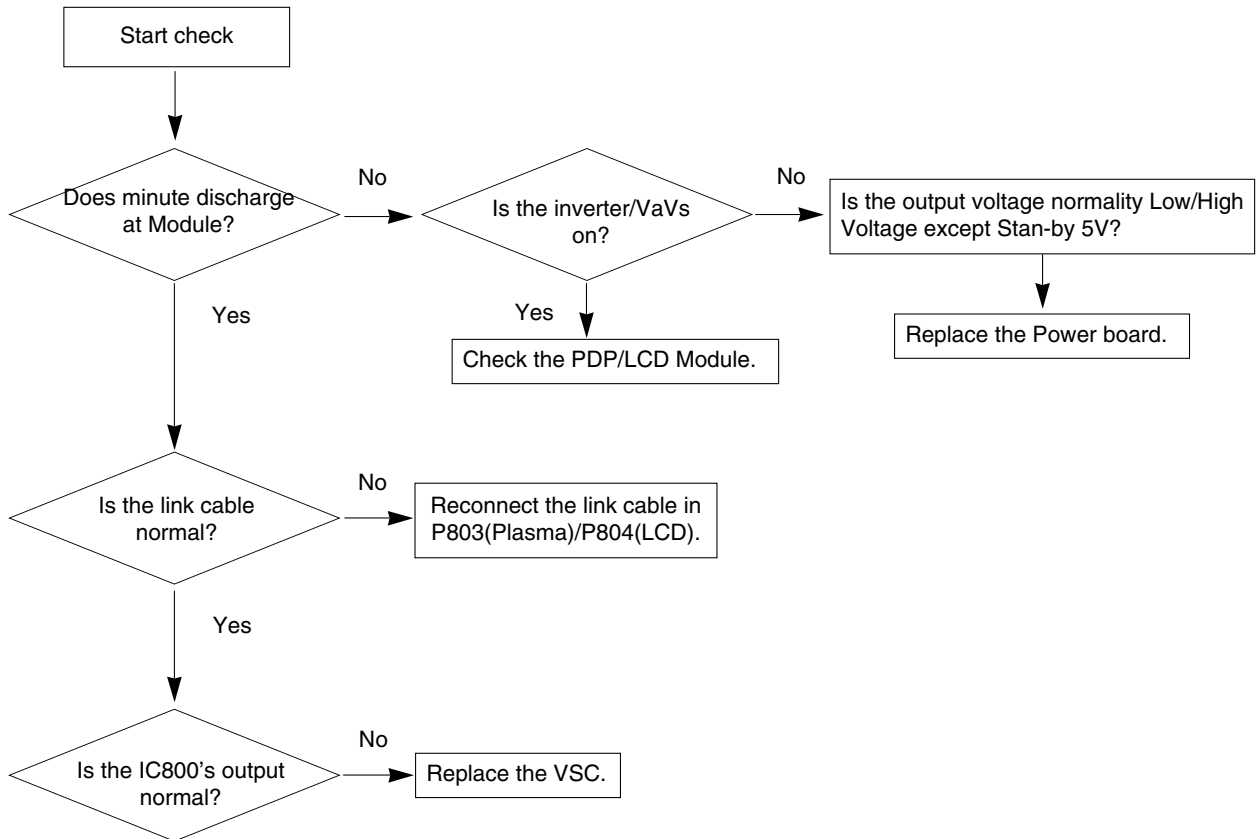 Start check
Does minute discharge
at Module?
No
Is the inverter/VaVs
on?
No
Is the output voltage normality Low/High
Voltage except Stan-by 5V?
Yes
Yes
Replace the Power board.
Check the PDP/LCD Module.
Is the link cable
normal?
No
Reconnect the link cable in
P803(Plasma)/P804(LCD).
Yes
Is the IC800's output
normal?
No
Replace the VSC.